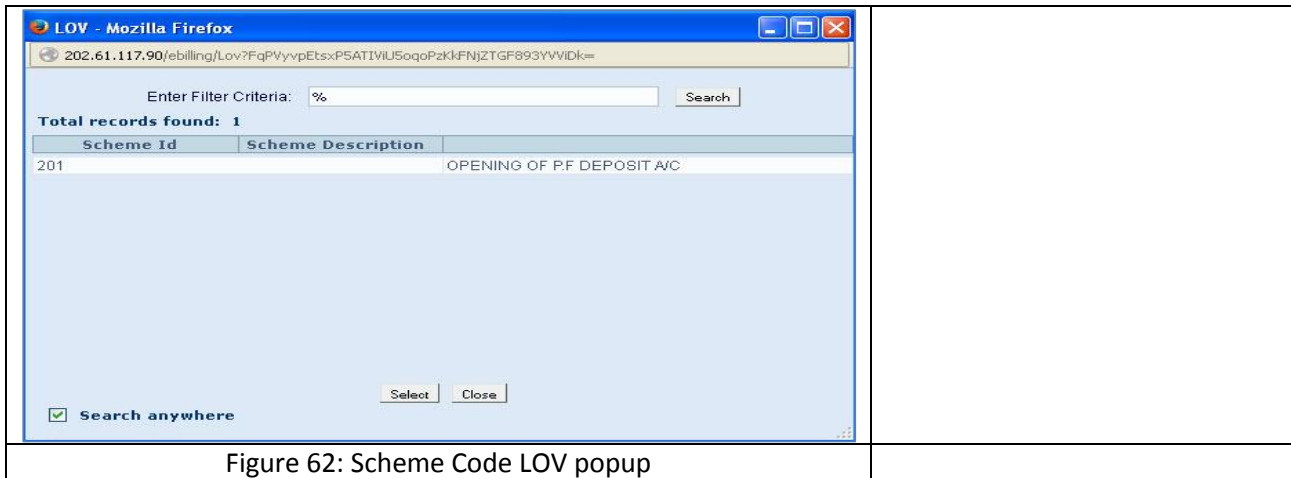 LOV - Mozilla Firefox
202.61.117.90/ebilling/Lov?FqPVyvpEtsxP5ATIViU5oqoPzKkFNjZTGF893YVViDk=
Enter Filter Criteria: % Search
Total records found: 1
Scheme Id Scheme Description
201 OPENING OF P.F DEPOSIT A/C
Select Close
Search anywhere
Figure 62: Scheme Code LOV popup